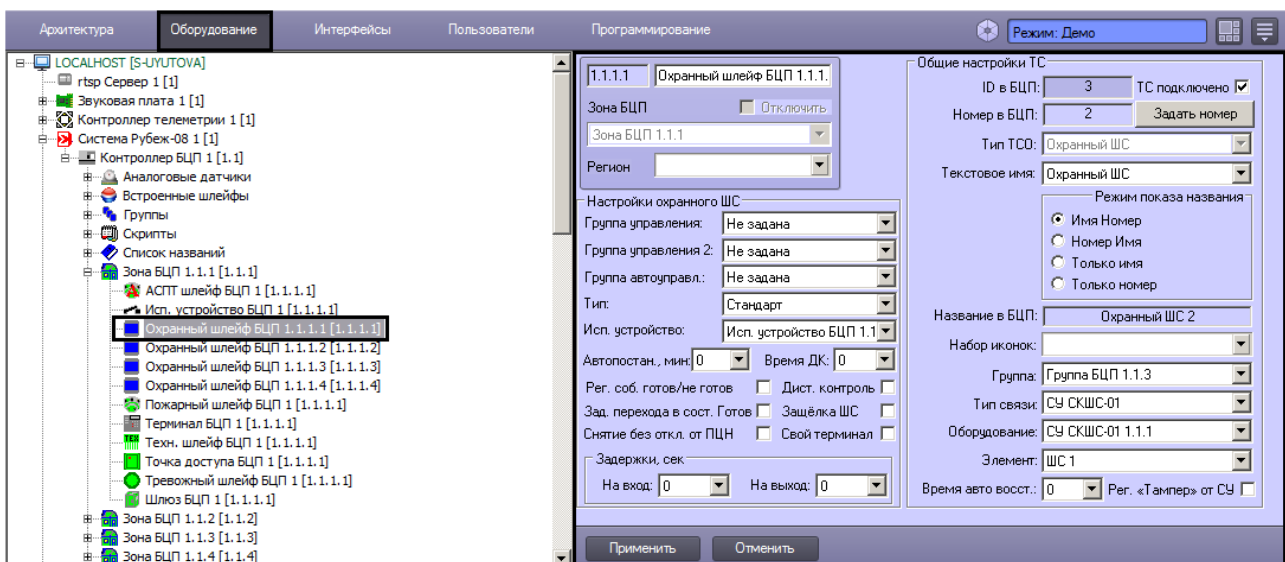 Архитектура Оборудование Интерфейсы Пользователи Программирование Режим: Демо
LOCALHOST [S-UYUTOVA]
rtsp Сервер 1 [1]
Звуковая плата 1 [1]
Контроллер телеметрии 1 [1]
Система Рубеж-08 1 [1]
Контроллер БЦП 1 [1.1]
Аналоговые датчики
Встроенные шлейфы
Группы
Скрипты
Список названий
Зона БЦП 1.1.1 [1.1.1]
АСПТ шлейф БЦП 1 [1.1.1.1]
Исп. устройство БЦП 1 [1.1.1.1]
Охранный шлейф БЦП 1.1.1.1 [1.1.1.1]
Охранный шлейф БЦП 1.1.1.2 [1.1.1.2]
Охранный шлейф БЦП 1.1.1.3 [1.1.1.3]
Охранный шлейф БЦП 1.1.1.4 [1.1.1.4]
Пожарный шлейф БЦП 1 [1.1.1.1]
Терминал БЦП 1 [1.1.1.1]
Техн. шлейф БЦП 1 [1.1.1.1]
Точка доступа БЦП 1 [1.1.1.1]
Тревожный шлейф БЦП 1 [1.1.1.1]
Шлюз БЦП 1 [1.1.1.1]
Зона БЦП 1.1.2 [1.1.2]
Зона БЦП 1.1.3 [1.1.3]
Зона БЦП 1.1.4 [1.1.4]
1.1.1.1 Охранный шлейф БЦП 1.1.1.
Зона БЦП Отключить
Зона БЦП 1.1.1
Регион
Настройки охранного ШС
Группа управления: Не задана
Группа управления 2: Не задана
Группа автоуправл.: Не задана
Тип: Стандарт
Исп. устройство: Исп. устройство БЦП 1.1
Автопостан., мин: 0 Время ДК: 0
Рег. соб. готов/не готов Дист. контроль
Зад. перехода в сост. Готов Защёлка ШС
Снятие без откл. от ПЦН Свой терминал
Задержки, сек
На вход: 0 На выход: 0
Общие настройки ТС
ID в БЦП: 3 ТС подключено
Номер в БЦП: 2 Задать номер
Тип ТСО: Охранный ШС
Текстовое имя: Охранный ШС
Режим показа названия
Имя Номер
Номер Имя
Только имя
Только номер
Название в БЦП: Охранный ШС 2
Набор иконок:
Группа: Группа БЦП 1.1.3
Тип связи: СУ СКШС-01
Оборудование: СУ СКШС-01 1.1.1
Элемент: ШС 1
Время авто восст.: 0 Рег. «Тампер» от СУ
Применить Отменить